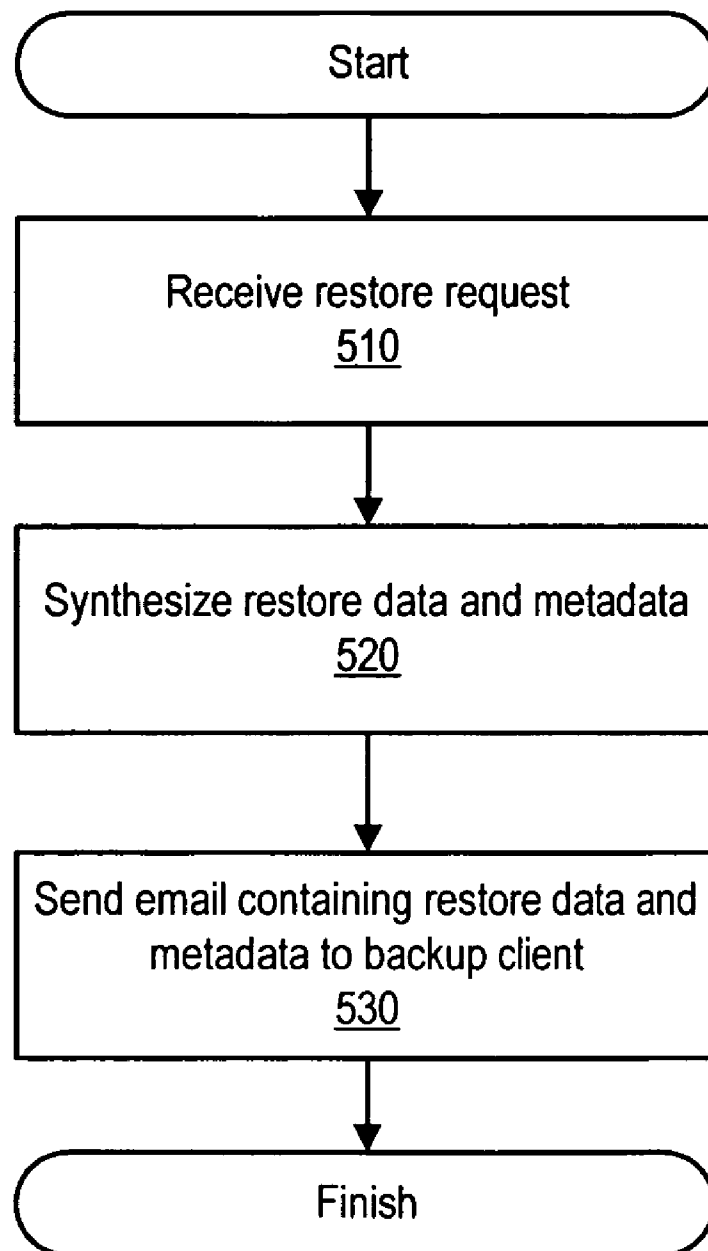 Start
Receive restore request
510
Synthesize restore data and metadata
520
Send email containing restore data and
metadata to backup client
530
Finish